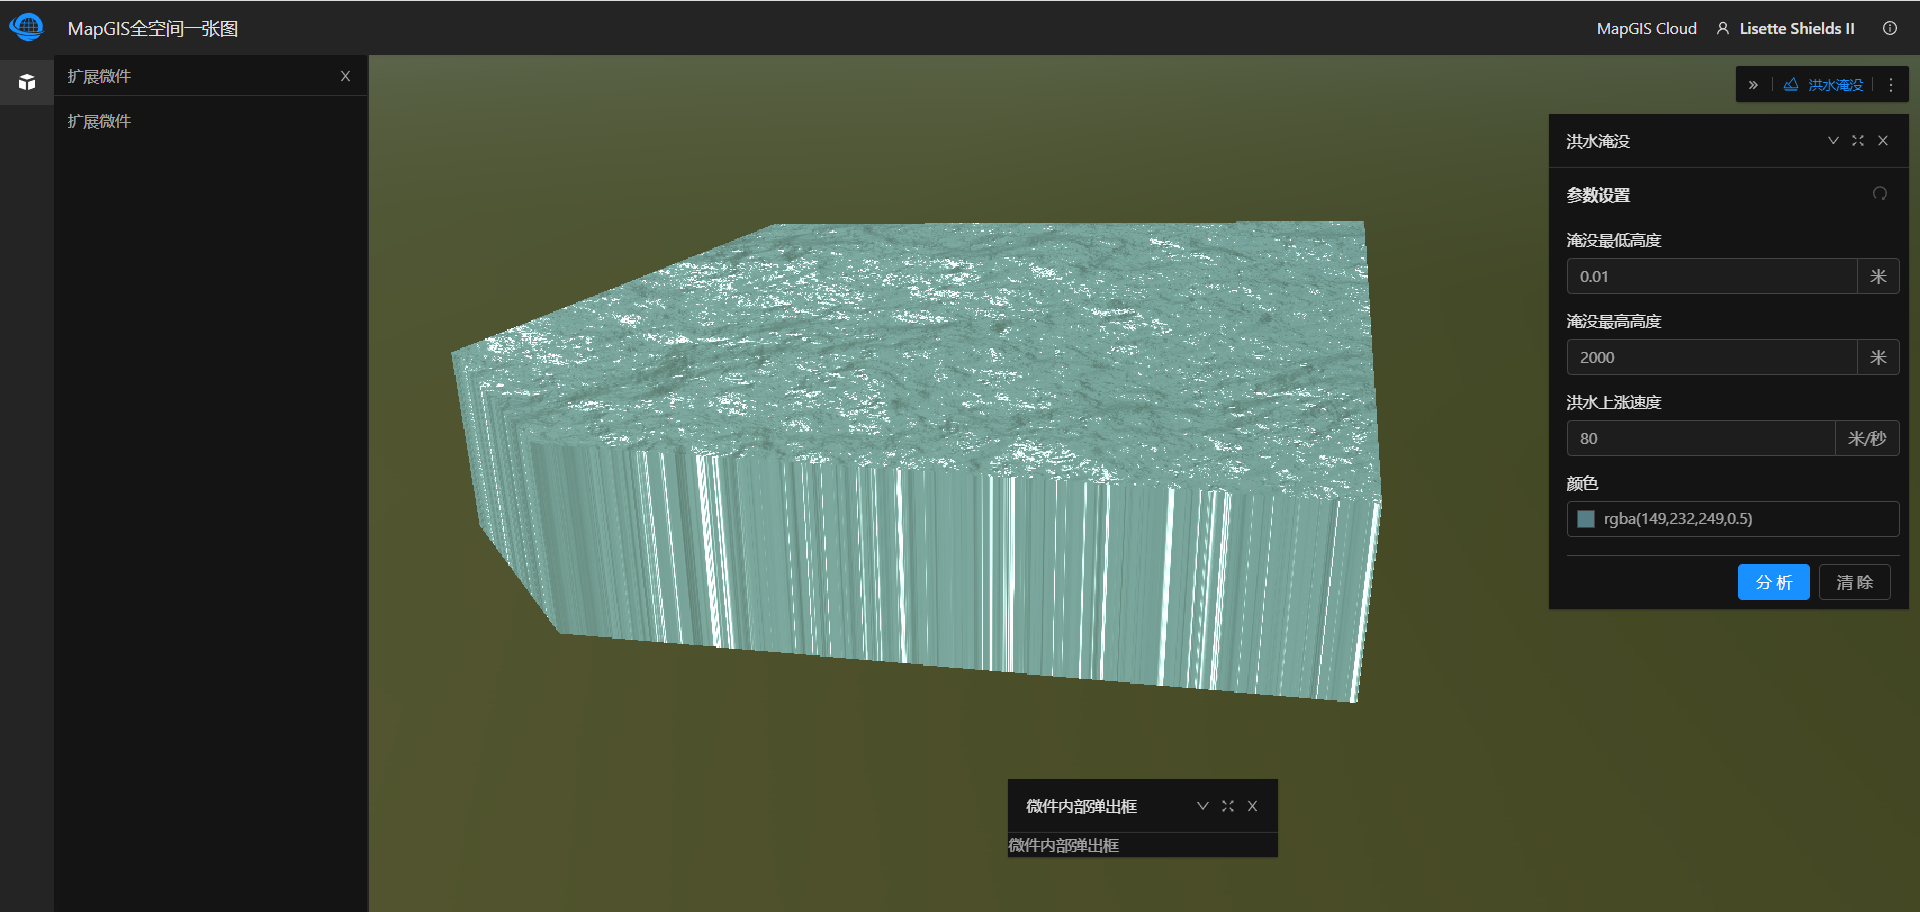 MapGIS全空间一张图
MapGIS Cloud
Lisette Shields II
扩展微件
扩展微件
洪水淹没
洪水淹没
参数设置
淹没最低高度
0.01 米
淹没最高高度
2000 米
洪水上涨速度
80 米/秒
颜色
rgba(149,232,249,0.5)
分 析 清 除
微件内部弹出框
微件内部弹出框